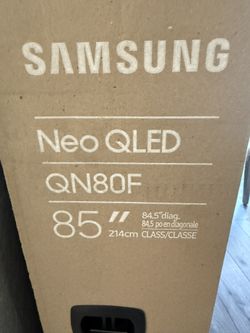 SAMSUNG
Neo QLED
QN80F
85″ 84.5"diag.
84,5 po en diagonale
214cm CLASS/CLASSE